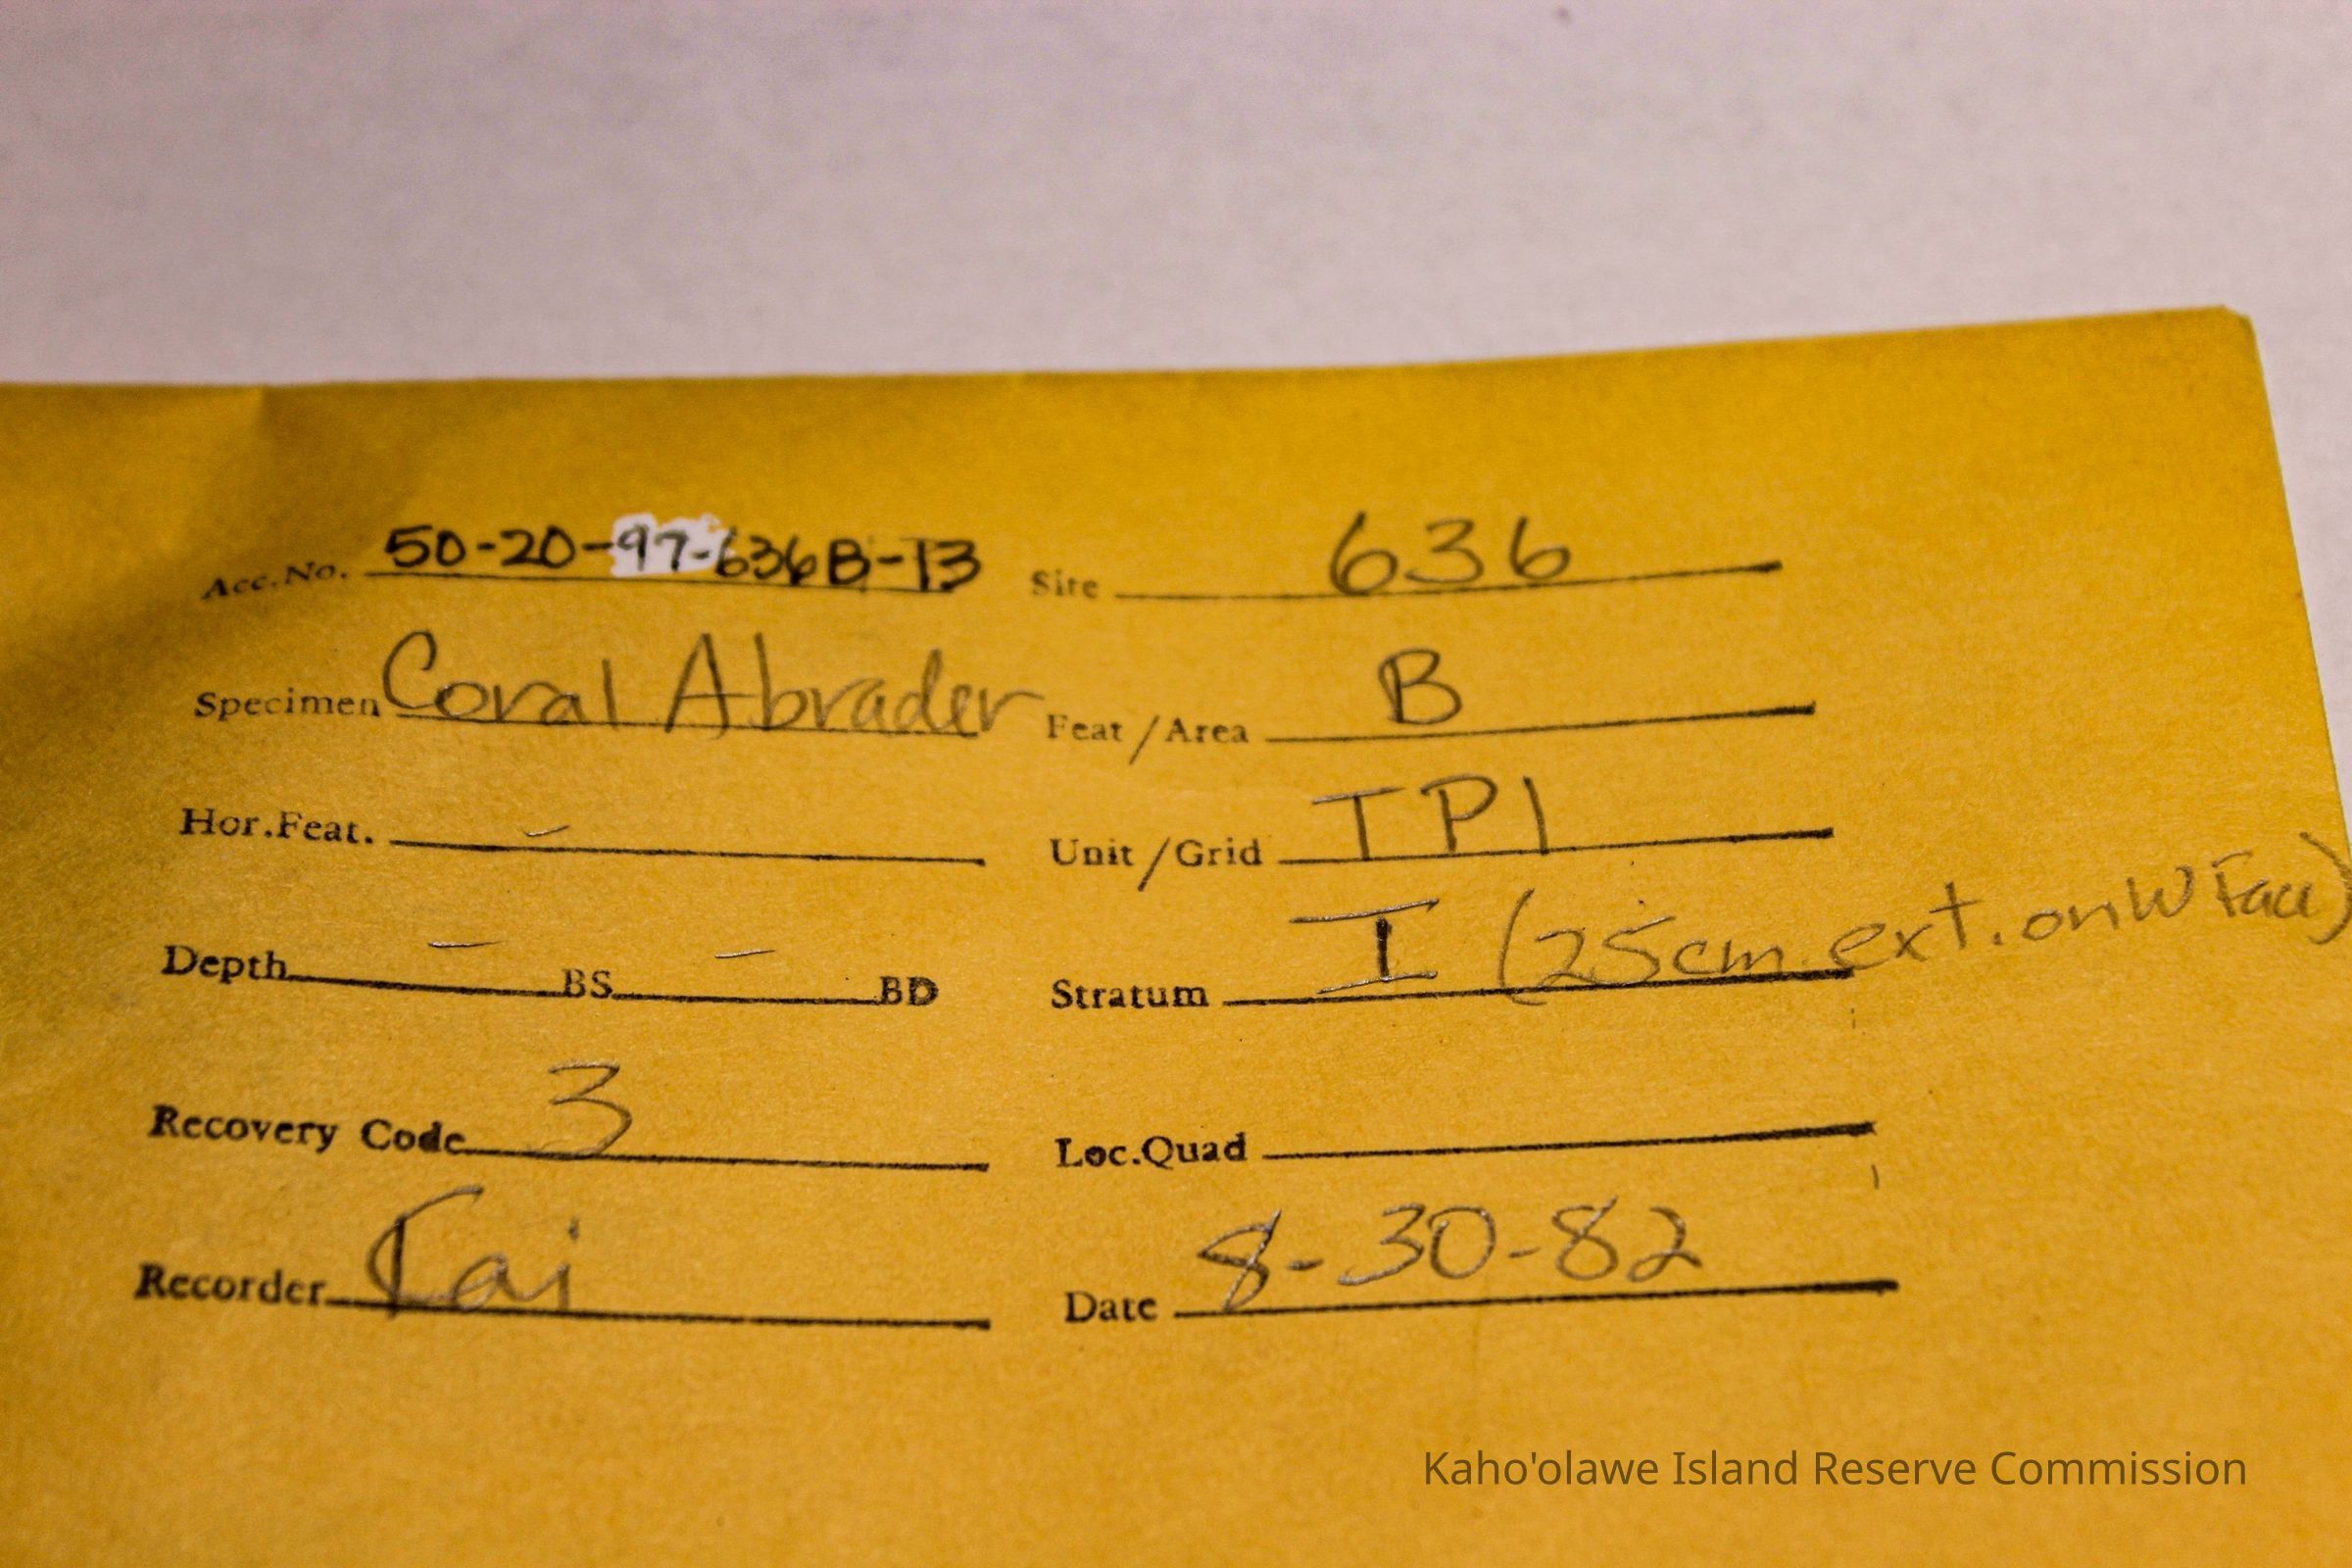 Acc.No. 50-20-97-636B-13 Site 636
Specimen Coral Abrader Feat/Area B
Hor.Feat. - Unit/Grid TP1
Depth - BS - BD Stratum I (25cm. ext. on W Face)
Recovery Code 3 Loc.Quad
Recorder Kai Date 8-30-82
Kaho'olawe Island Reserve Commission